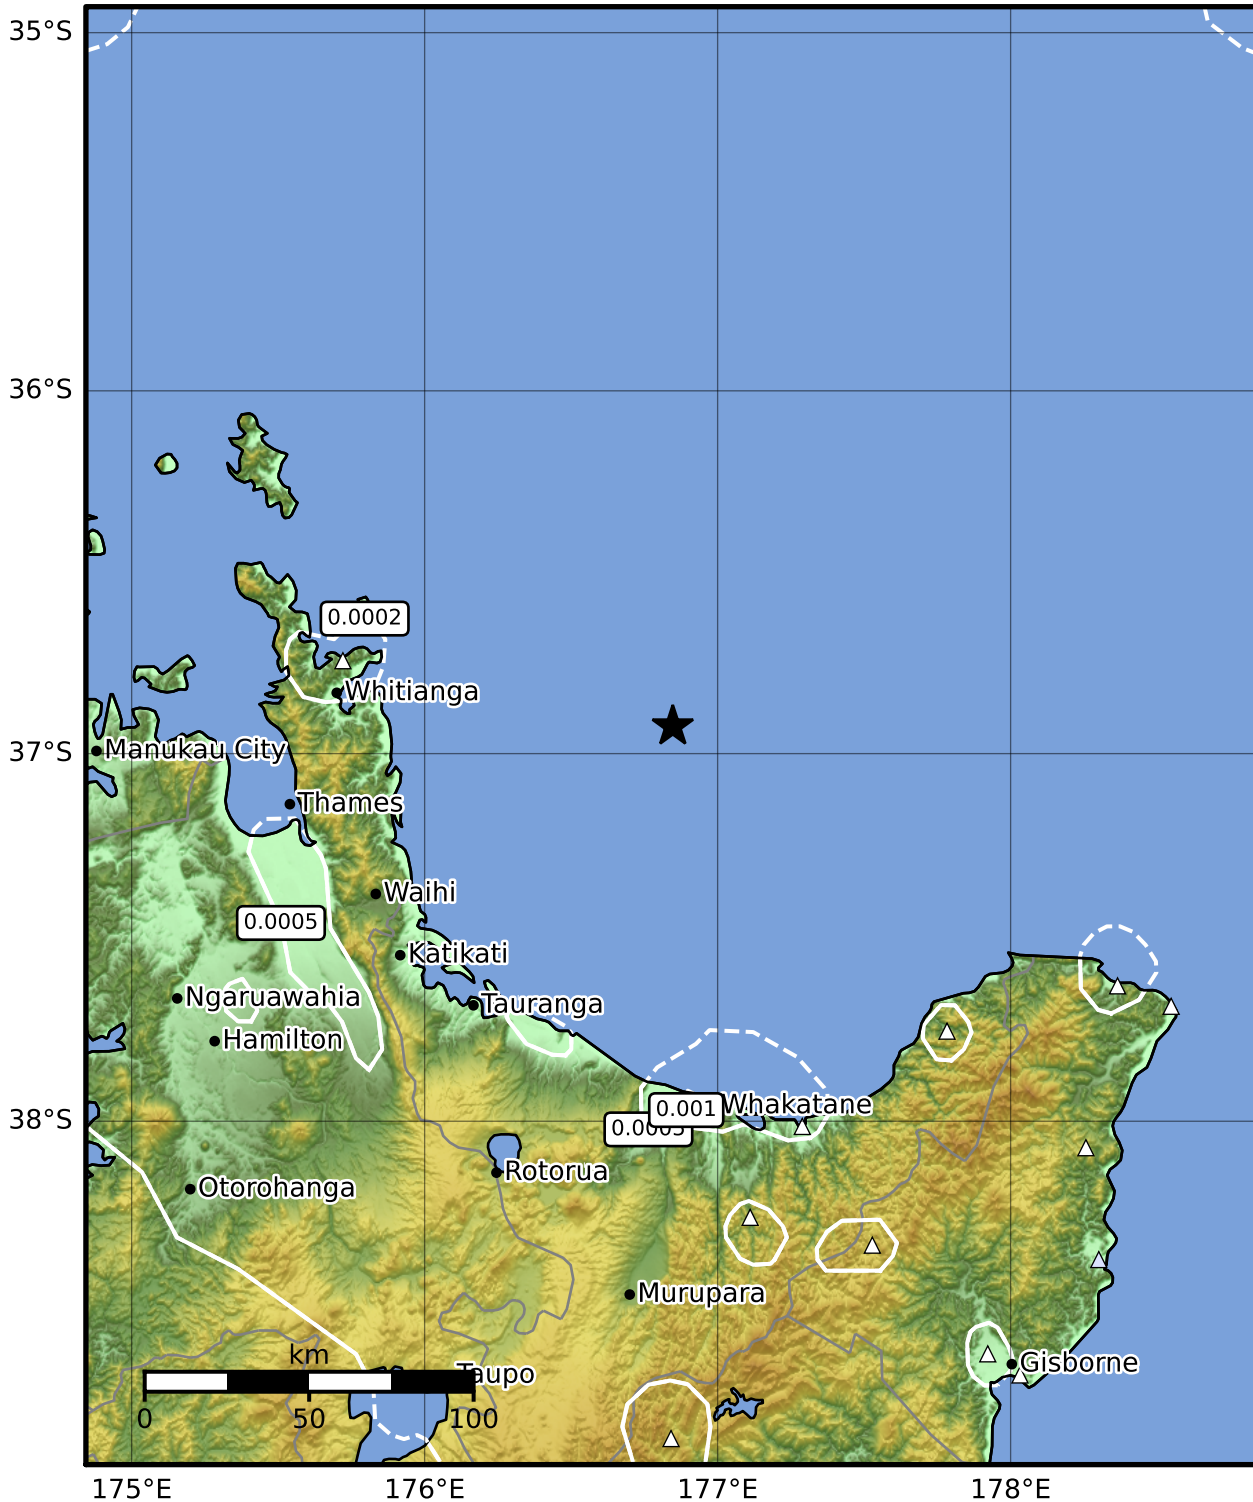 35°S
36°S
0.0002
Whitianga
37°S
Manukau City
Thames
Waihi
0.0005
Katikati
Ngaruawahia
Tauranga
Hamilton
38°S
0.001
Whakatane
Rotorua
Otorohanga
Murupara
km
Taupo
Gisborne
0
50
100
175°E
176°E
177°E
178°E